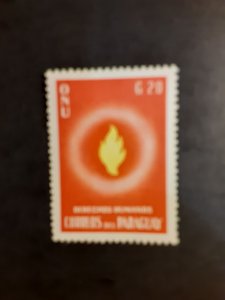 ONU
G 20
DERECHOS HUMANOS
CORREOS DEL PARAGUAY